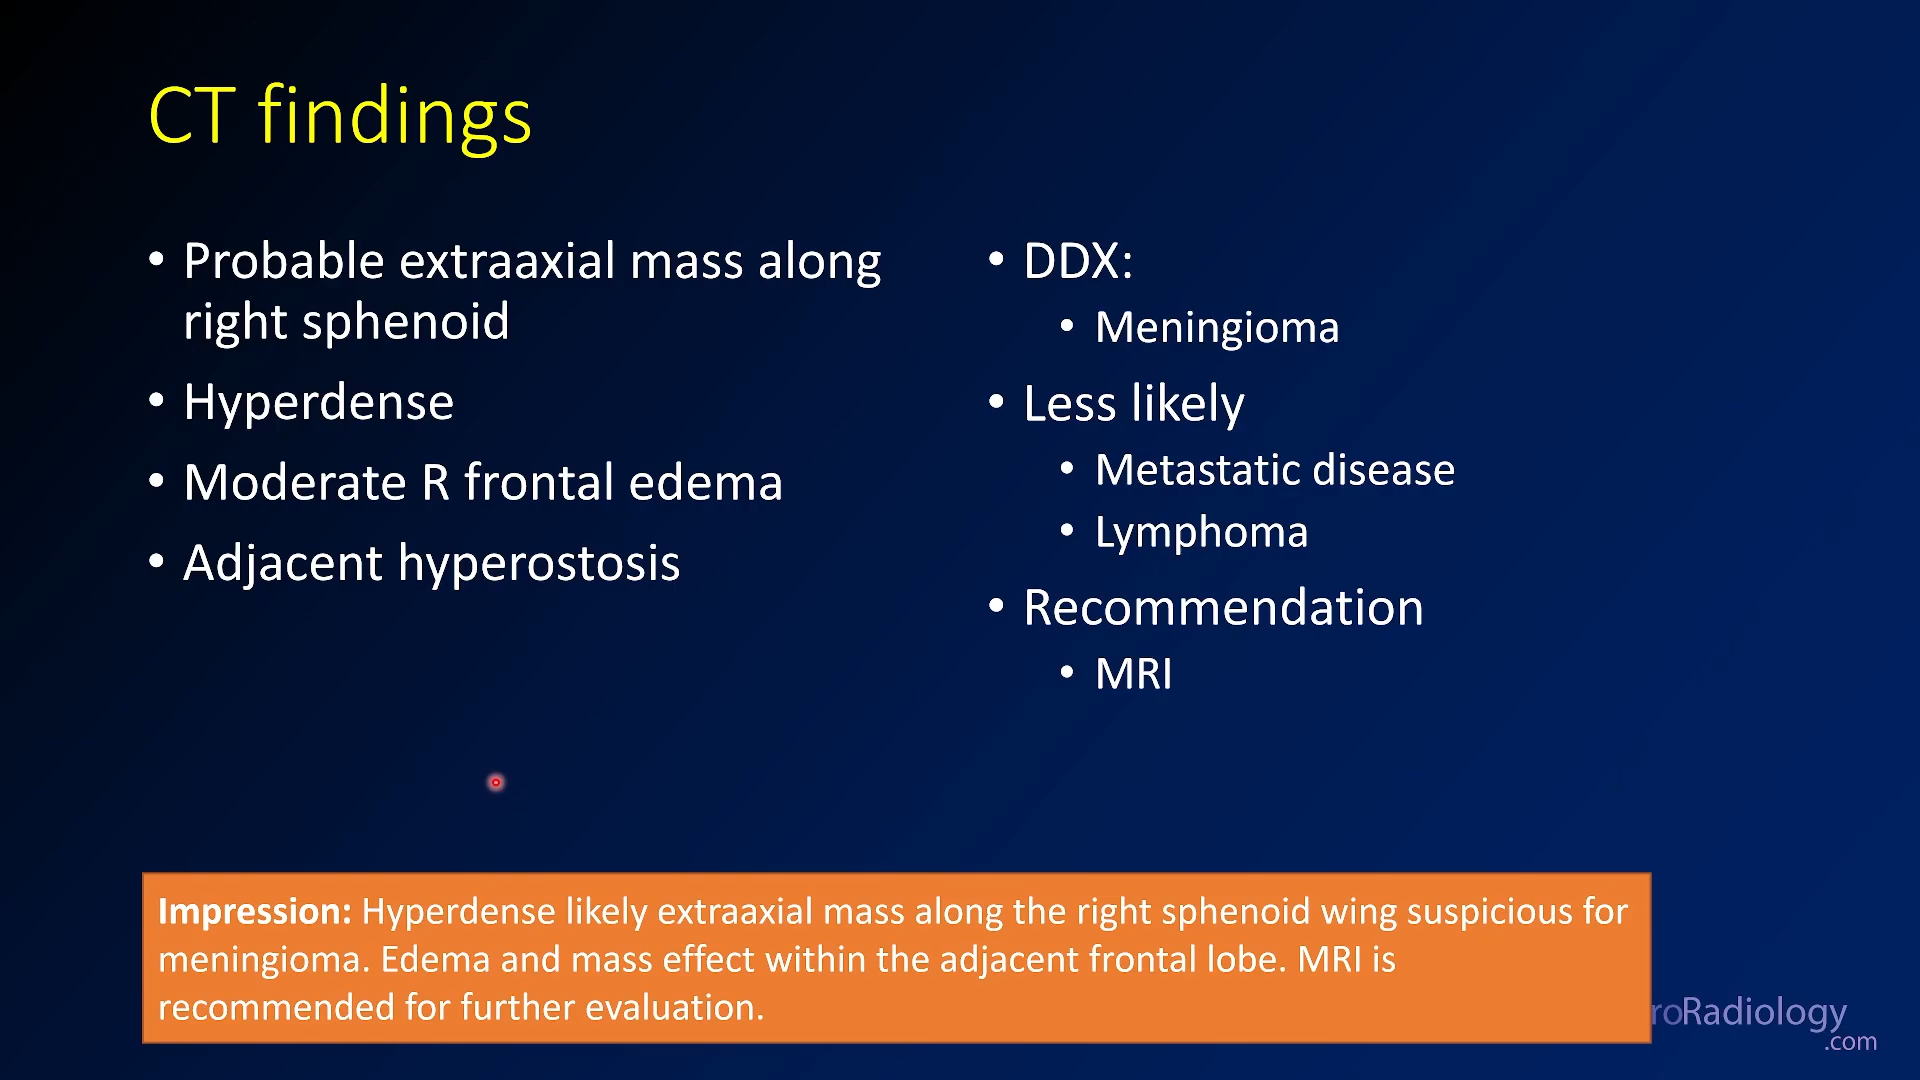 CT findings
• Probable extraaxial mass along
right sphenoid
• Hyperdense
• Moderate R frontal edema
• Adjacent hyperostosis
• DDX:
• Meningioma
• Less likely
• Metastatic disease
• Lymphoma
• Recommendation
• MRI
Impression: Hyperdense likely extraaxial mass along the right sphenoid wing suspicious for
meningioma. Edema and mass effect within the adjacent frontal lobe. MRI is
recommended for further evaluation.
roRadiology
.com